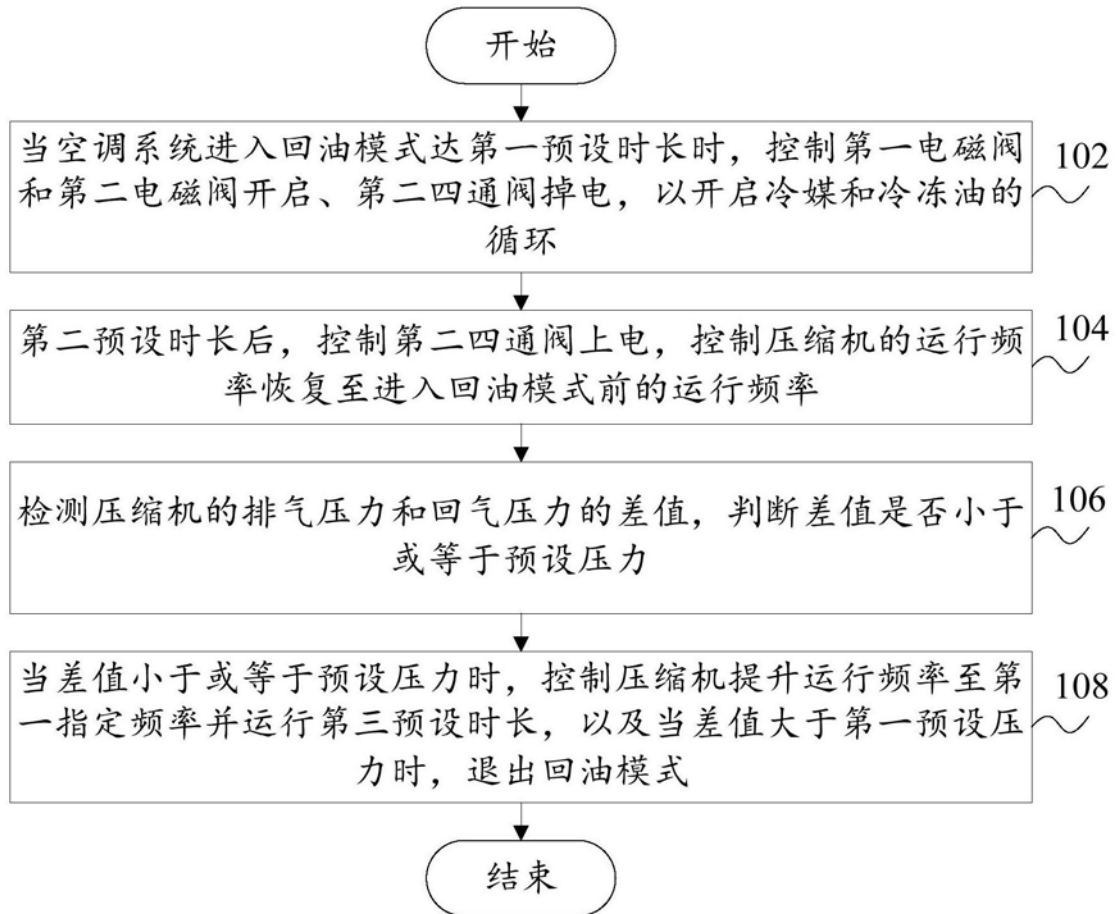 开始
当空调系统进入回油模式达第一预设时长时，控制第一电磁阀
和第二电磁阀开启、第二四通阀掉电，以开启冷媒和冷冻油的
循环
102
第二预设时长后，控制第二四通阀上电，控制压缩机的运行频
率恢复至进入回油模式前的运行频率
104
检测压缩机的排气压力和回气压力的差值，判断差值是否小于
或等于预设压力
106
当差值小于或等于预设压力时，控制压缩机提升运行频率至第
一指定频率并运行第三预设时长，以及当差值大于第一预设压
力时，退出回油模式
108
结束